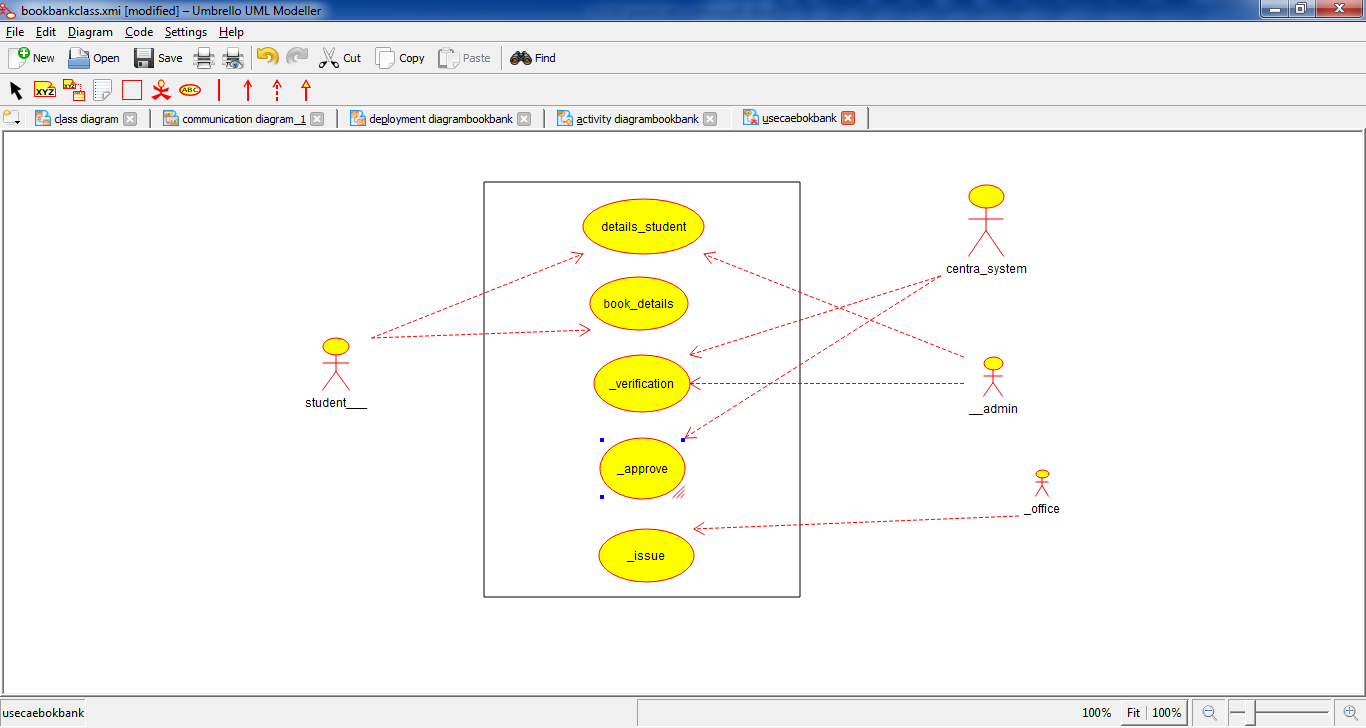 bookbankclass.xmi [modified] – Umbrello UML Modeller
File Edit Diagram Code Settings Help
New Open Save Cut Copy Paste Find
XYZ XYZ ABC
class diagram communication diagram_1 deployment diagrambookbank activity diagrambookbank usecaebokbank
details_student
centra_system
book_details
_verification
student___
__admin
_approve
_office
_issue
usecaebokbank 100% Fit 100%